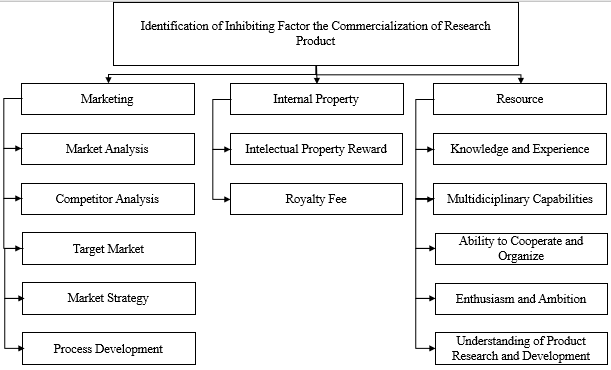 Identification of Inhibiting Factor the Commercialization of Research
Product
Marketing
Internal Property
Resource
Market Analysis
Intelectual Property Reward
Knowledge and Experience
Competitor Analysis
Royalty Fee
Multidiciplinary Capabilities
Target Market
Ability to Cooperate and
Organize
Market Strategy
Enthusiasm and Ambition
Process Development
Understanding of Product
Research and Development